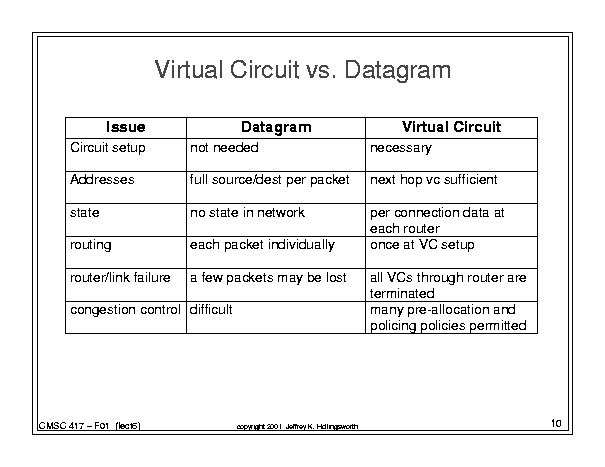 Virtual Circuit vs. Datagram
Issue Datagram Virtual Circuit
Circuit setup not needed necessary
Addresses full source/dest per packet next hop vc sufficient
state no state in network per connection data at
each router
routing each packet individually once at VC setup
router/link failure a few packets may be lost all VCs through router are
terminated
congestion control difficult many pre-allocation and
policing policies permitted
CMSC 417 – F01 (lect6) copyright 2001 Jeffrey K. Hollingsworth 10